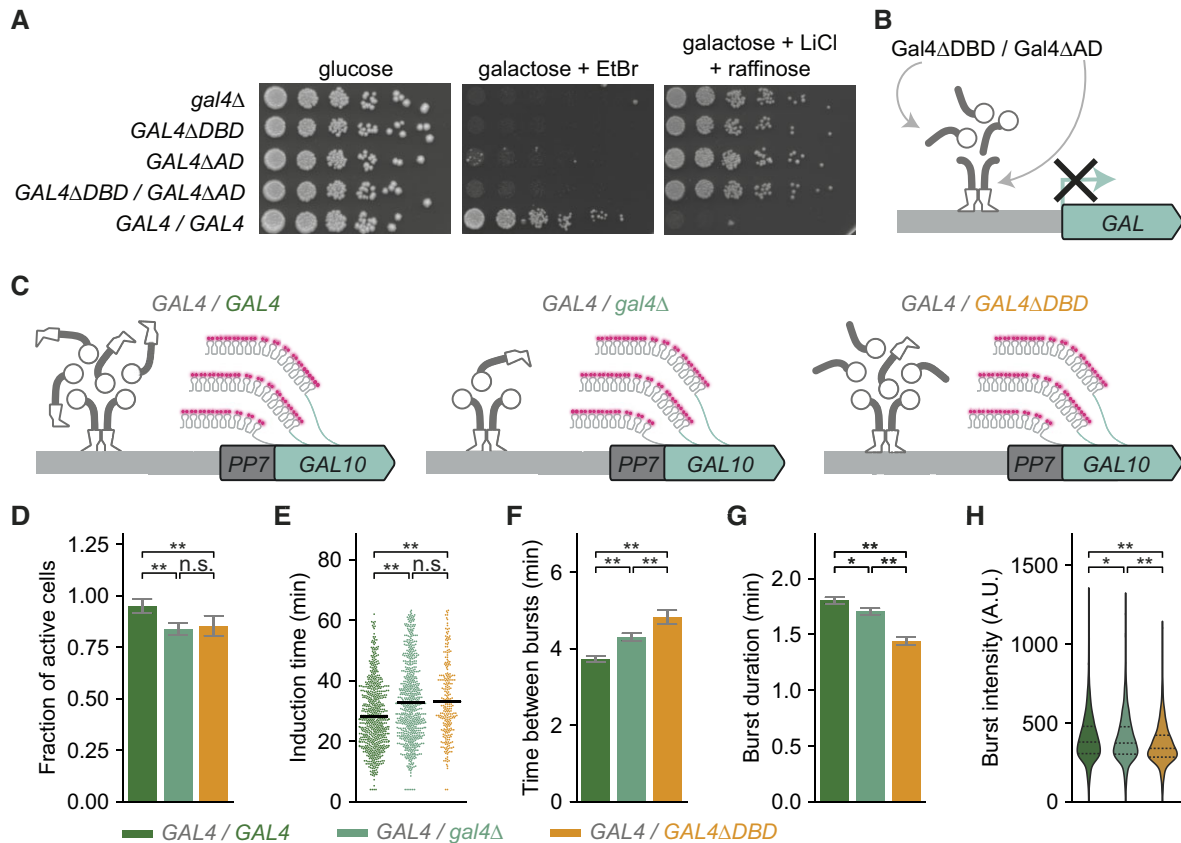 A
glucose
galactose + EtBr
galactose + LiCl
+ raffinose
gal4Δ
GAL4ΔDBD
GAL4ΔAD
GAL4ΔDBD / GAL4ΔAD
GAL4 / GAL4
B
Gal4ΔDBD / Gal4ΔAD
GAL
C
GAL4 / GAL4
GAL4 / gal4Δ
GAL4 / GAL4ΔDBD
PP7 GAL10
PP7 GAL10
PP7 GAL10
D
Fraction of active cells
1.25
1.00
0.75
0.50
0.25
0.00
**
** n.s.
E
Induction time (min)
80
60
40
20
0
**
** n.s.
F
Time between bursts (min)
6
4
2
0
**
** **
G
Burst duration (min)
2.0
1.5
1.0
0.5
0.0
**
* **
H
Burst intensity (A.U.)
1500
1000
500
0
**
* **
GAL4 / GAL4
GAL4 / gal4Δ
GAL4 / GAL4ΔDBD